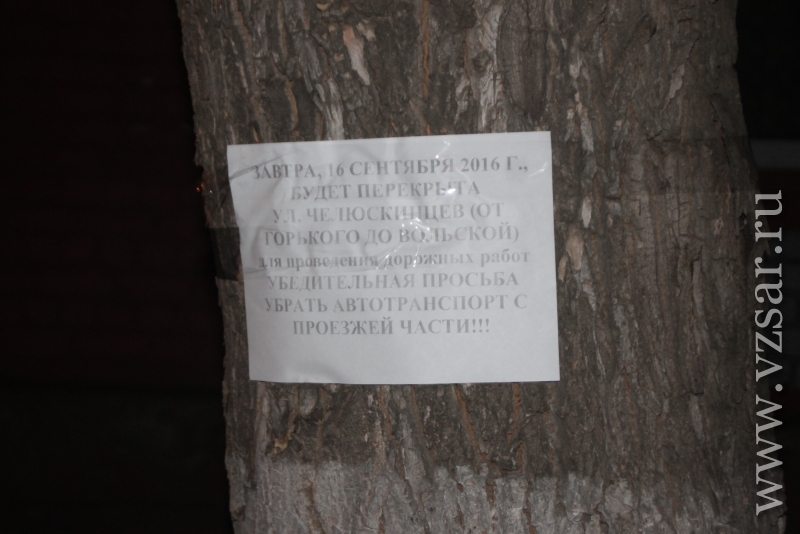 ЗАВТРА, 16 СЕНТЯБРЯ 2016 Г.,
БУДЕТ ПЕРЕКРЫТА
УЛ. ЧЕЛЮСКИНЦЕВ (ОТ
ГОРЬКОГО ДО ВОЛЬСКОЙ)
для проведения дорожных работ
УБЕДИТЕЛЬНАЯ ПРОСЬБА
УБРАТЬ АВТОТРАНСПОРТ С
ПРОЕЗЖЕЙ ЧАСТИ!!!
www.vzsar.ru